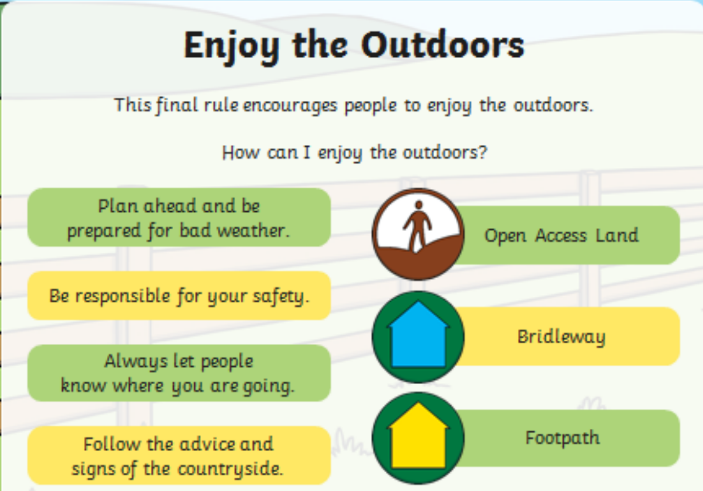 Enjoy the Outdoors
This final rule encourages people to enjoy the outdoors.
How can I enjoy the outdoors?
Plan ahead and be
prepared for bad weather.
Be responsible for your safety.
Always let people
know where you are going.
Follow the advice and
signs of the countryside.
Open Access Land
Bridleway
Footpath